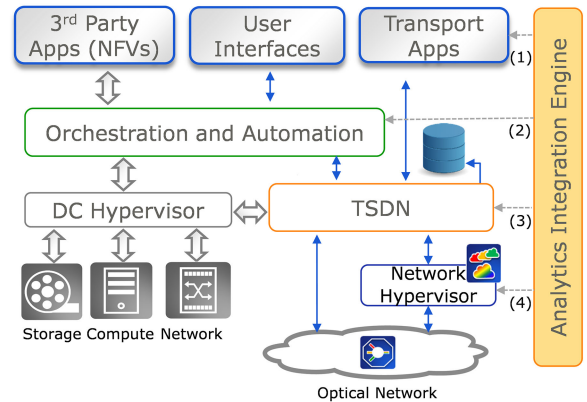 3rd Party
Apps (NFVs)
User
Interfaces
Transport
Apps
(1)
Orchestration and Automation
(2)
DC Hypervisor
TSDN
(3)
Network
Hypervisor
(4)
Storage Compute Network
Optical Network
Analytics Integration Engine